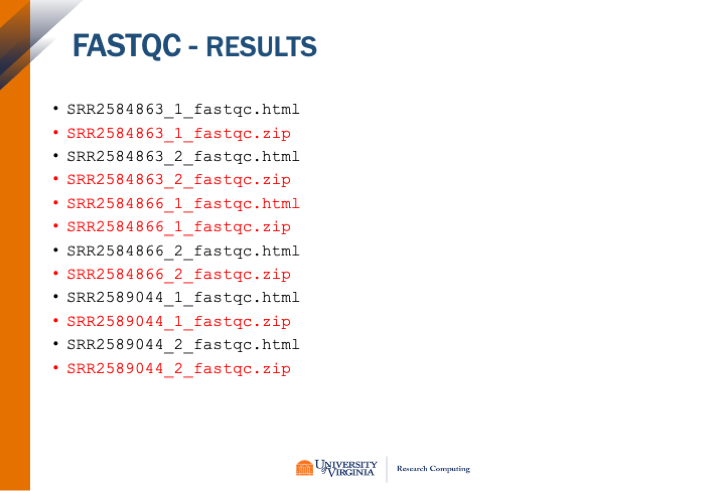 FASTQC - RESULTS
• SRR2584863_1_fastqc.html
• SRR2584863_1_fastqc.zip
• SRR2584863_2_fastqc.html
• SRR2584863_2_fastqc.zip
• SRR2584866_1_fastqc.html
• SRR2584866_1_fastqc.zip
• SRR2584866_2_fastqc.html
• SRR2584866_2_fastqc.zip
• SRR2589044_1_fastqc.html
• SRR2589044_1_fastqc.zip
• SRR2589044_2_fastqc.html
• SRR2589044_2_fastqc.zip
UNIVERSITY
of VIRGINIA
Research Computing